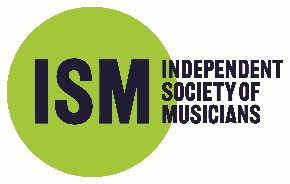 ISM
INDEPENDENT
SOCIETY OF
MUSICIANS